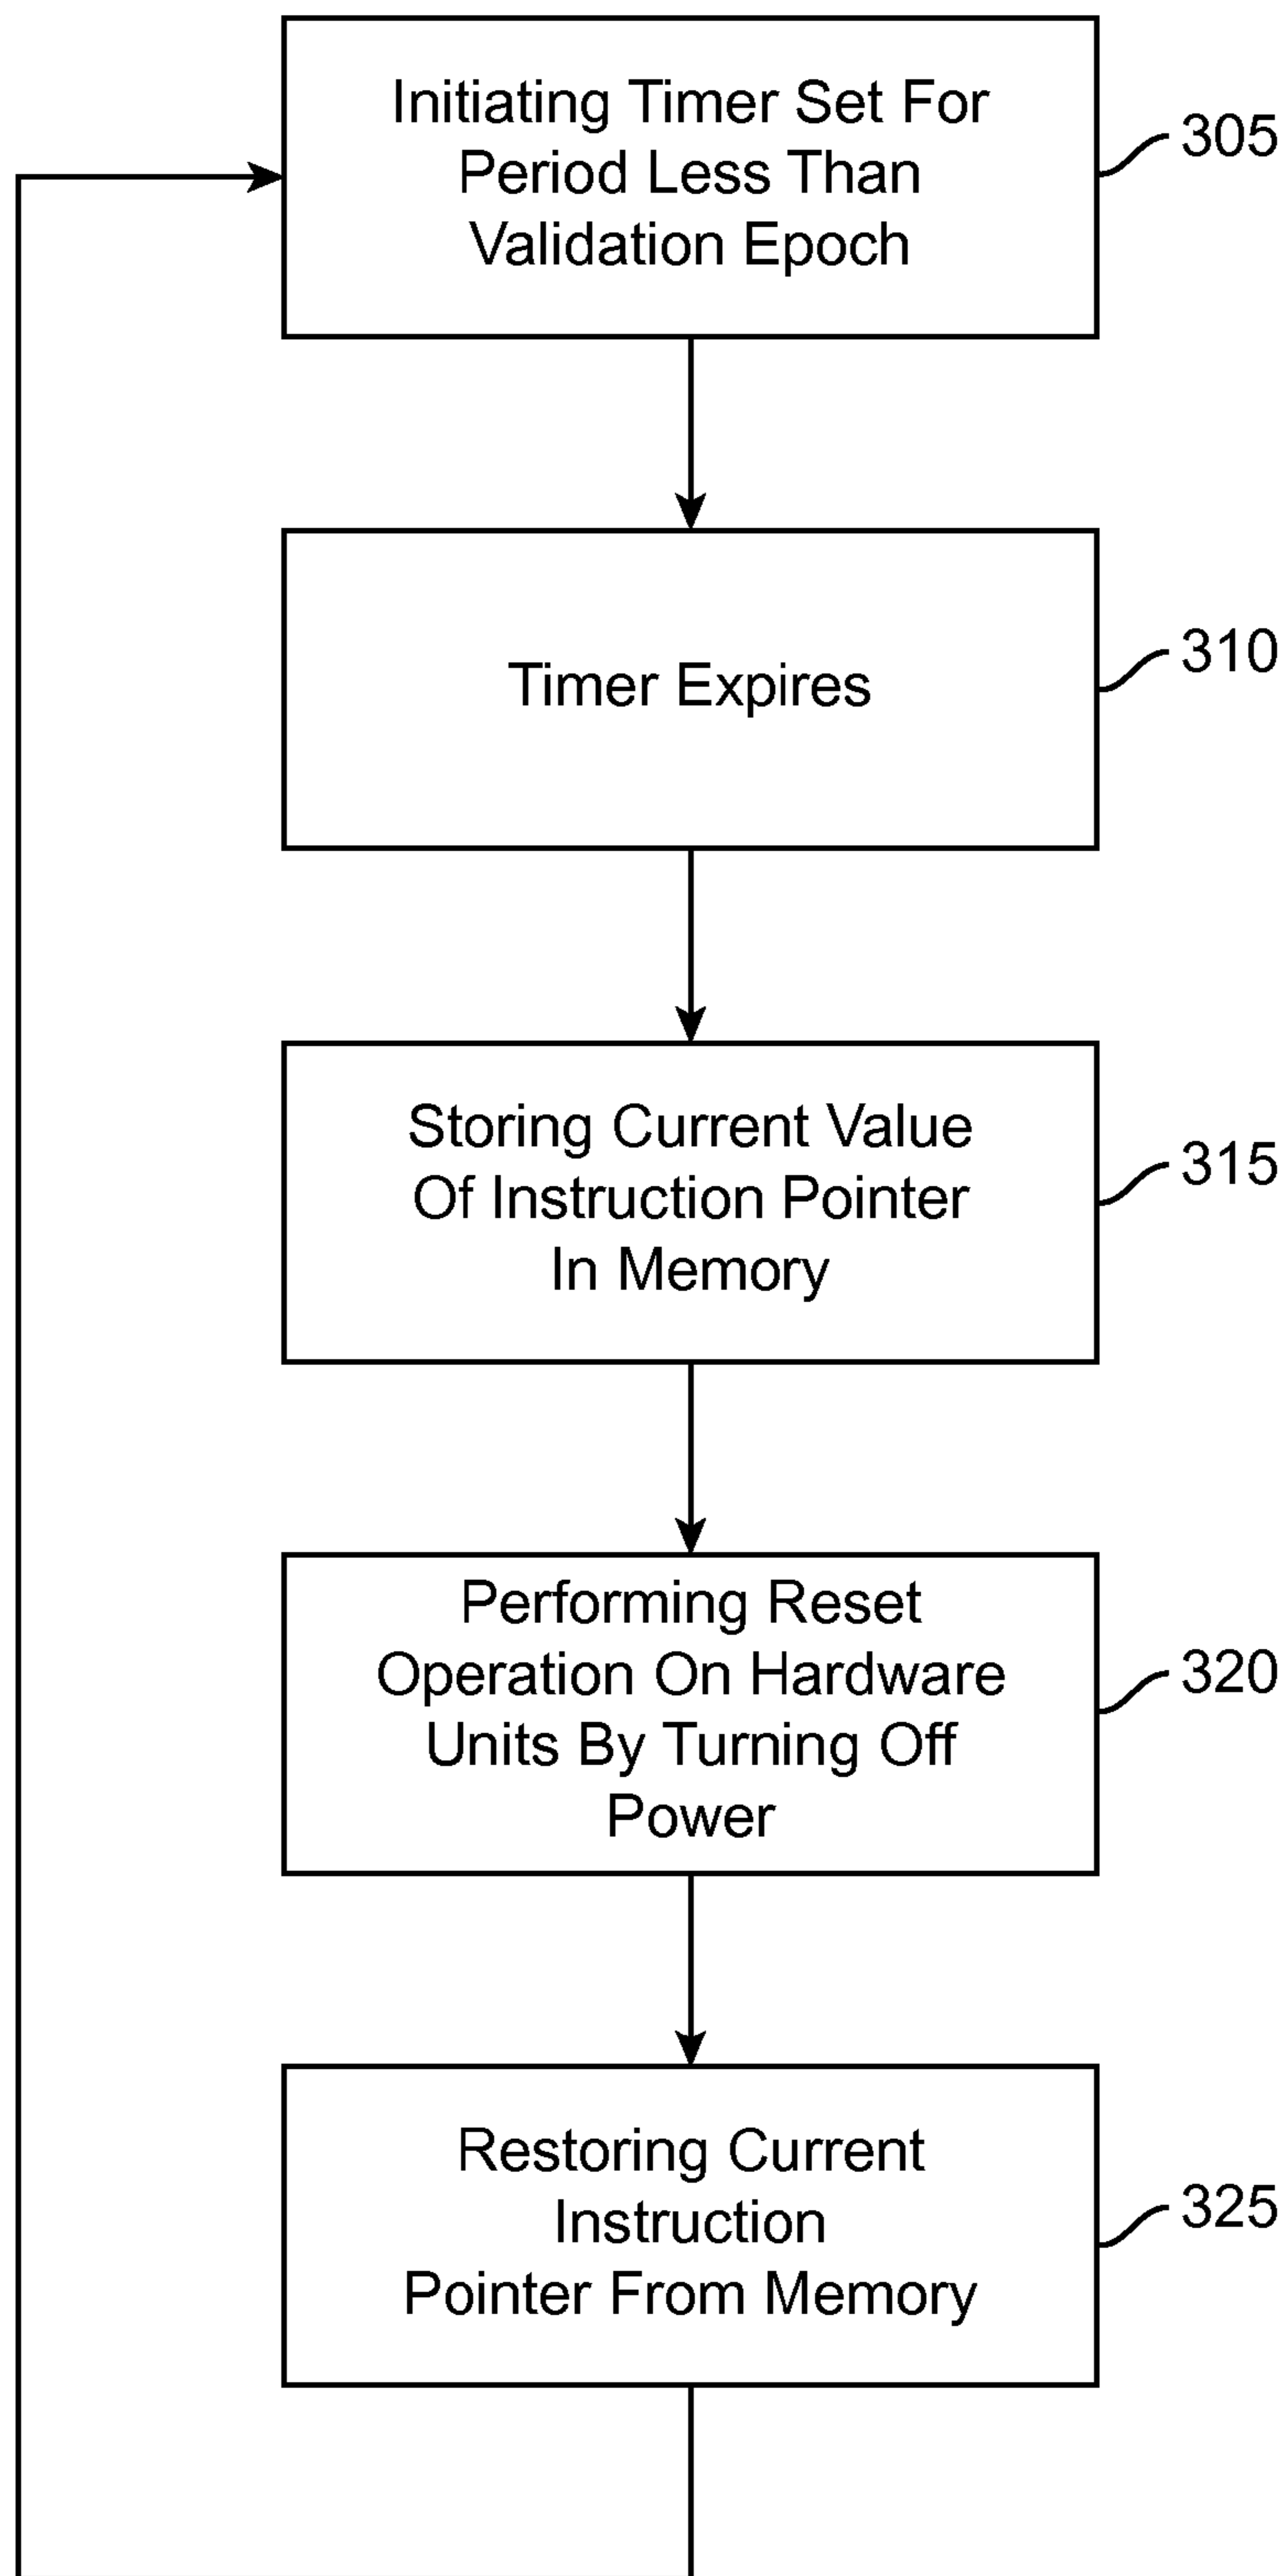 Initiating Timer Set For
Period Less Than
Validation Epoch
305
Timer Expires
310
Storing Current Value
Of Instruction Pointer
In Memory
315
Performing Reset
Operation On Hardware
Units By Turning Off
Power
320
Restoring Current
Instruction
Pointer From Memory
325